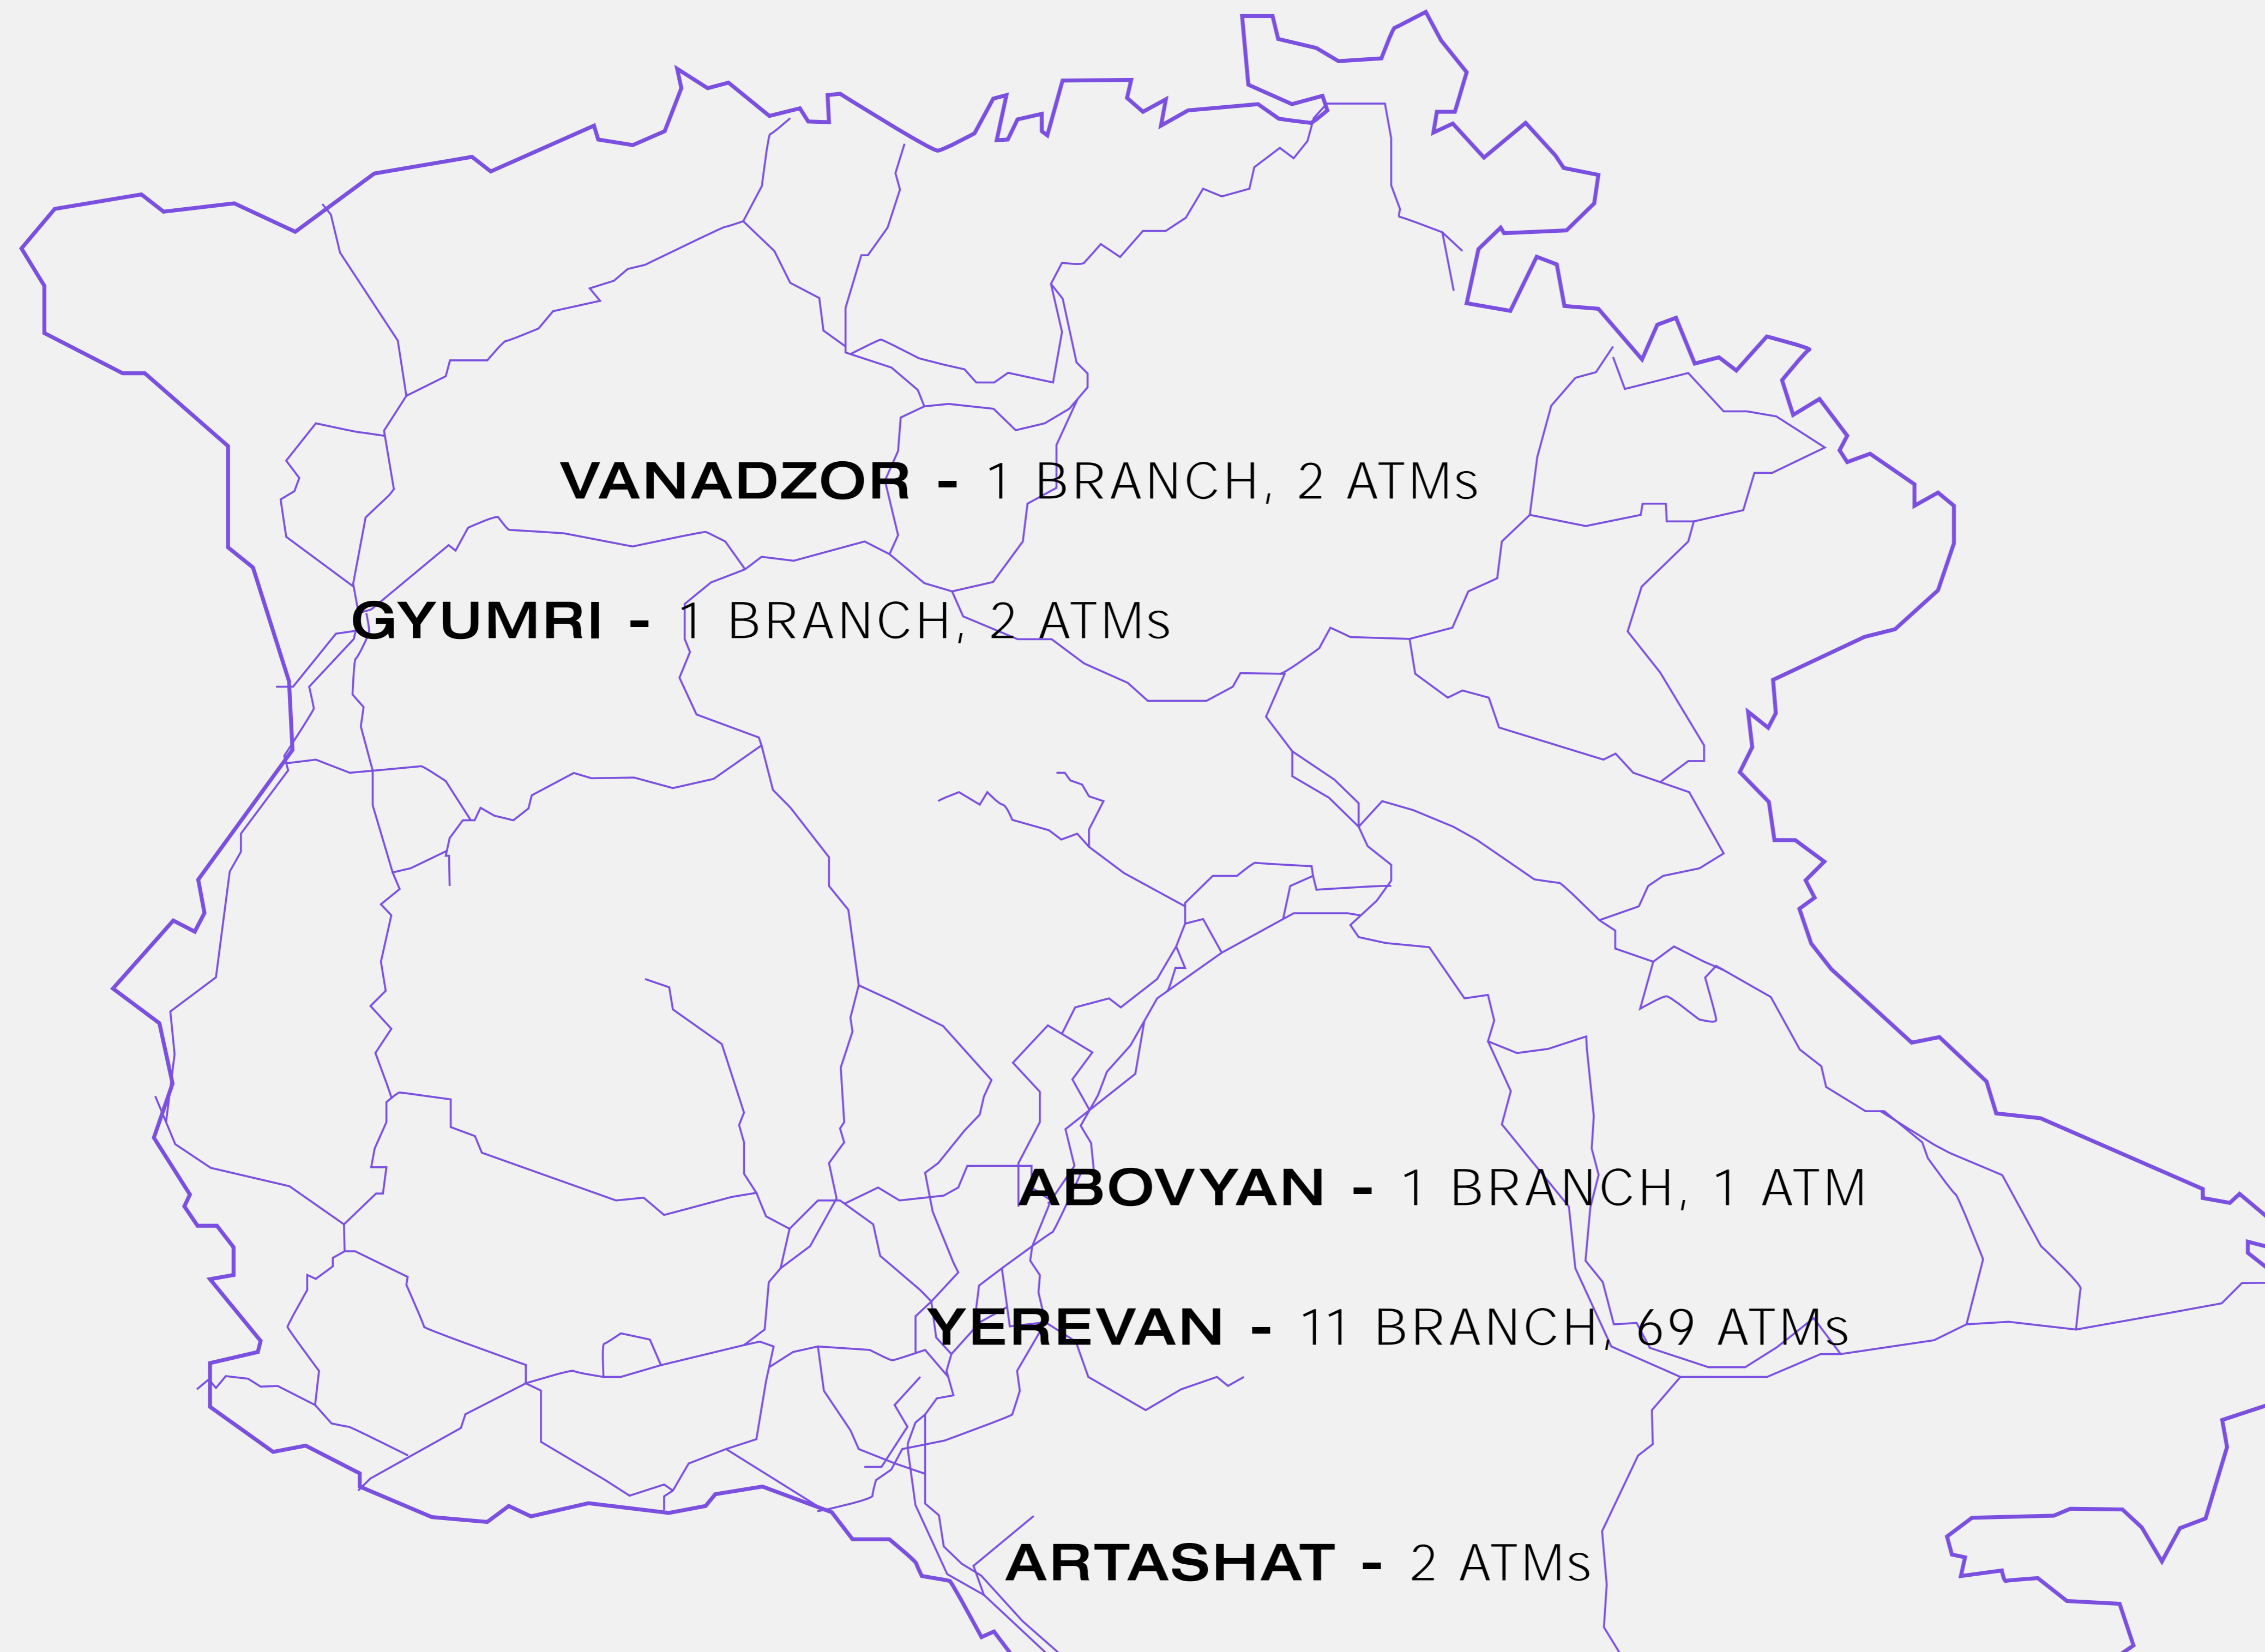 VANADZOR - 1 BRANCH, 2 ATMs
GYUMRI - 1 BRANCH, 2 ATMs
ABOVYAN - 1 BRANCH, 1 ATM
YEREVAN - 11 BRANCH, 69 ATMs
ARTASHAT - 2 ATMs